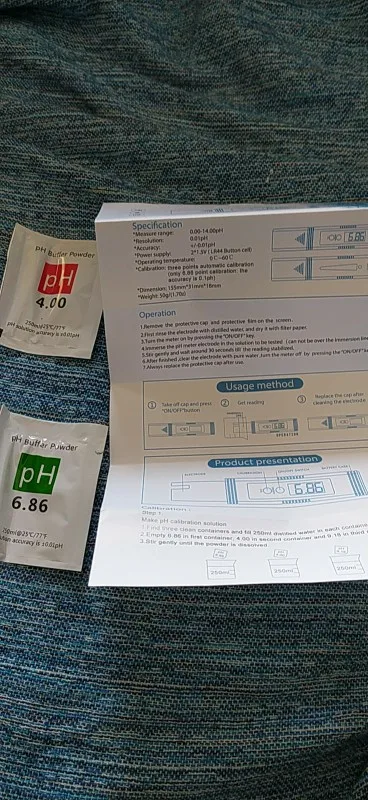 pH Buffer Powder
pH
4.00
250ml@25℃/77℉
pH solution accuracy is ±0.01pH
pH Buffer Powder
pH
6.86
250ml@25℃/77℉
accuracy is ±0.01pH
Specification
*Measure range: 0.00-14.00pH
*Resolution: 0.01pH
*Accuracy: +/-0.01pH
*Power supply: 2*1.5V (LR44 Button cell)
*Operating temperature: 0℃~60℃
*Calibration: three points automatic calibration
(only 6.86 point calibration: the
accuracy is 0.1ph)
*Dimension: 155mm*31mm*18mm
*Weight: 50g/(1.70z)
6.86
Operation
1.Remove the protective cap and protective film on the screen.
2.First rinse the electrode with distilled water, and dry it with filter paper.
3.Turn the meter on by pressing the "ON/OFF"key.
4.Immerse the pH meter electrode in the solution to be tested. (can not be over the immersion line
5.Stir gently and wait around 30 seconds till the reading stabilized,
6.After finished ,clean the electrode with pure water ,turn the meter off by pressing the "ON/OFF"
7.Always replace the protective cap after use.
Usage method
1 Take off cap and press
"ON/OFF"button
2 Get reading
3 Replace the cap after
cleaning the electrode
Product presentation
6.86
Calibration:
Step 1
Make pH calibration solution
1.Find three clean containers and fill 250ml distilled water in each
2.Empty 6.86 in first container, 4.00 in second container and 9.18 in third
3.Stir gently until the powder is dissolved
250ml
250ml
250ml